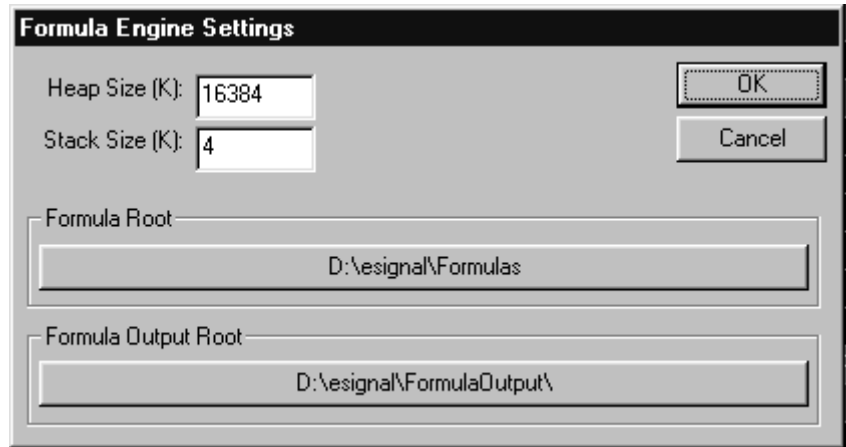 Formula Engine Settings
Heap Size (K): 16384
OK
Stack Size (K): 4
Cancel
Formula Root
D:\esignal\Formulas
Formula Output Root
D:\esignal\FormulaOutput\